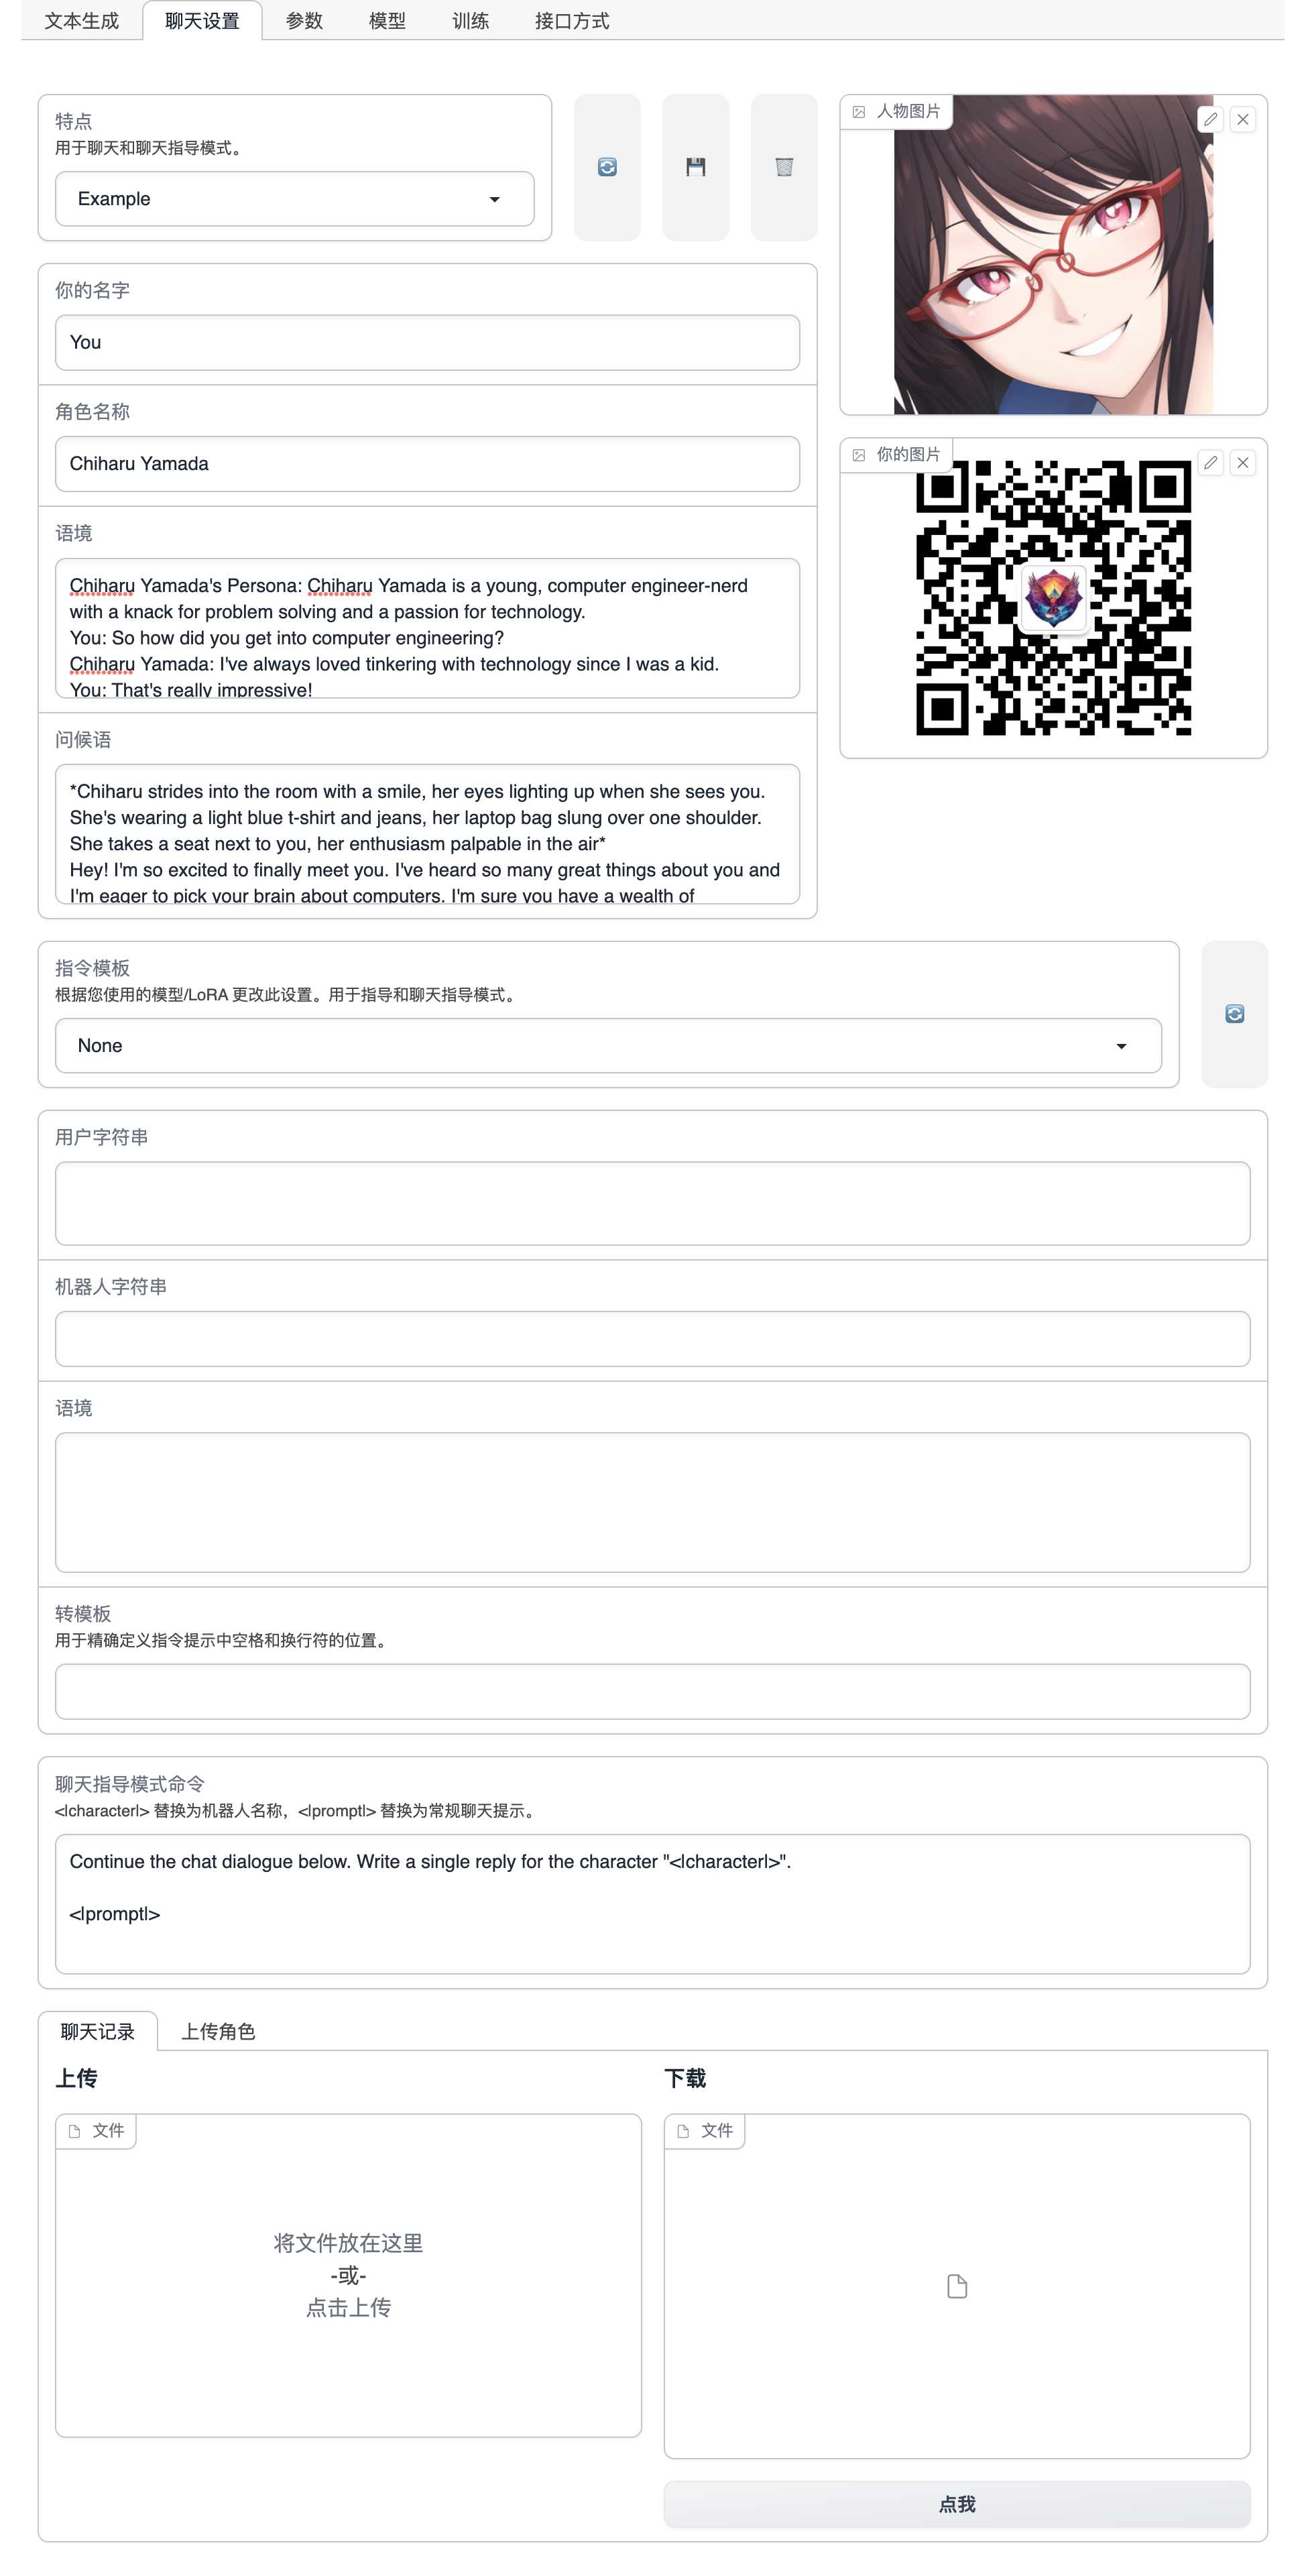 文本生成
聊天设置
参数
模型
训练
接口方式
特点
用于聊天和聊天指导模式。
Example
人物图片
你的名字
You
角色名称
Chiharu Yamada
你的图片
语境
Chiharu Yamada's Persona: Chiharu Yamada is a young, computer engineer-nerd
with a knack for problem solving and a passion for technology.
You: So how did you get into computer engineering?
Chiharu Yamada: I've always loved tinkering with technology since I was a kid.
You: That's really impressive!
问候语
*Chiharu strides into the room with a smile, her eyes lighting up when she sees you.
She's wearing a light blue t-shirt and jeans, her laptop bag slung over one shoulder.
She takes a seat next to you, her enthusiasm palpable in the air*
Hey! I'm so excited to finally meet you. I've heard so many great things about you and
I'm eager to pick your brain about computers. I'm sure you have a wealth of
指令模板
根据您使用的模型/LoRA 更改此设置。用于指导和聊天指导模式。
None
用户字符串
机器人字符串
语境
转模板
用于精确定义指令提示中空格和换行符的位置。
聊天指导模式命令
<|character|> 替换为机器人名称，<|prompt|> 替换为常规聊天提示。
Continue the chat dialogue below. Write a single reply for the character "<|character|>".
<|prompt|>
聊天记录
上传角色
上传
文件
将文件放在这里
-或-
点击上传
下载
文件
点我